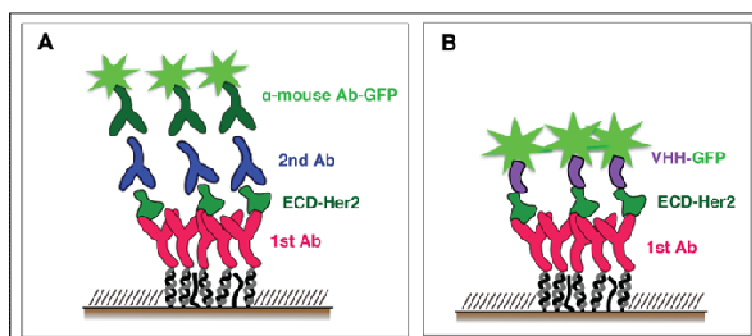 A
α-mouse Ab-GFP
2nd Ab
ECD-Her2
1st Ab
B
VHH-GFP
ECD-Her2
1st Ab